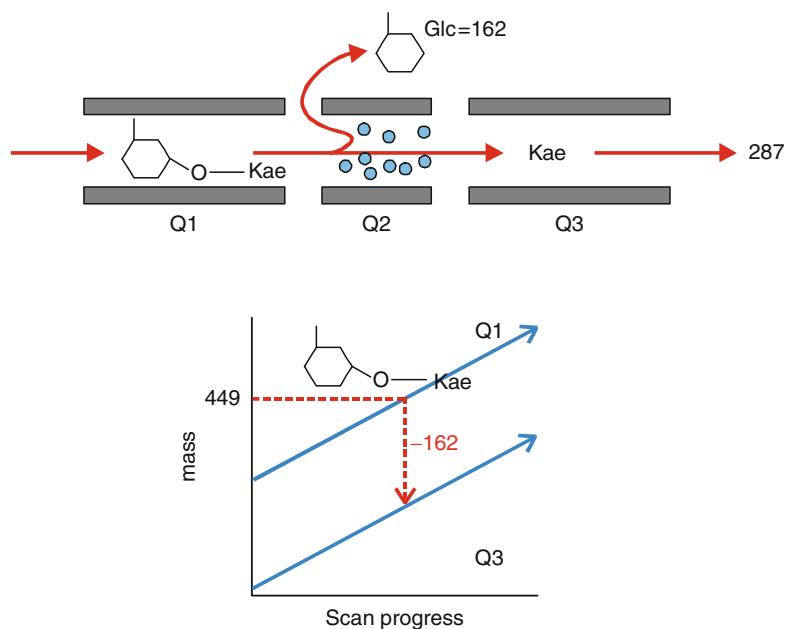 Glc=162
O
Kae
Kae
287
Q1
Q2
Q3
Q1
O
Kae
449
–162
mass
Q3
Scan progress